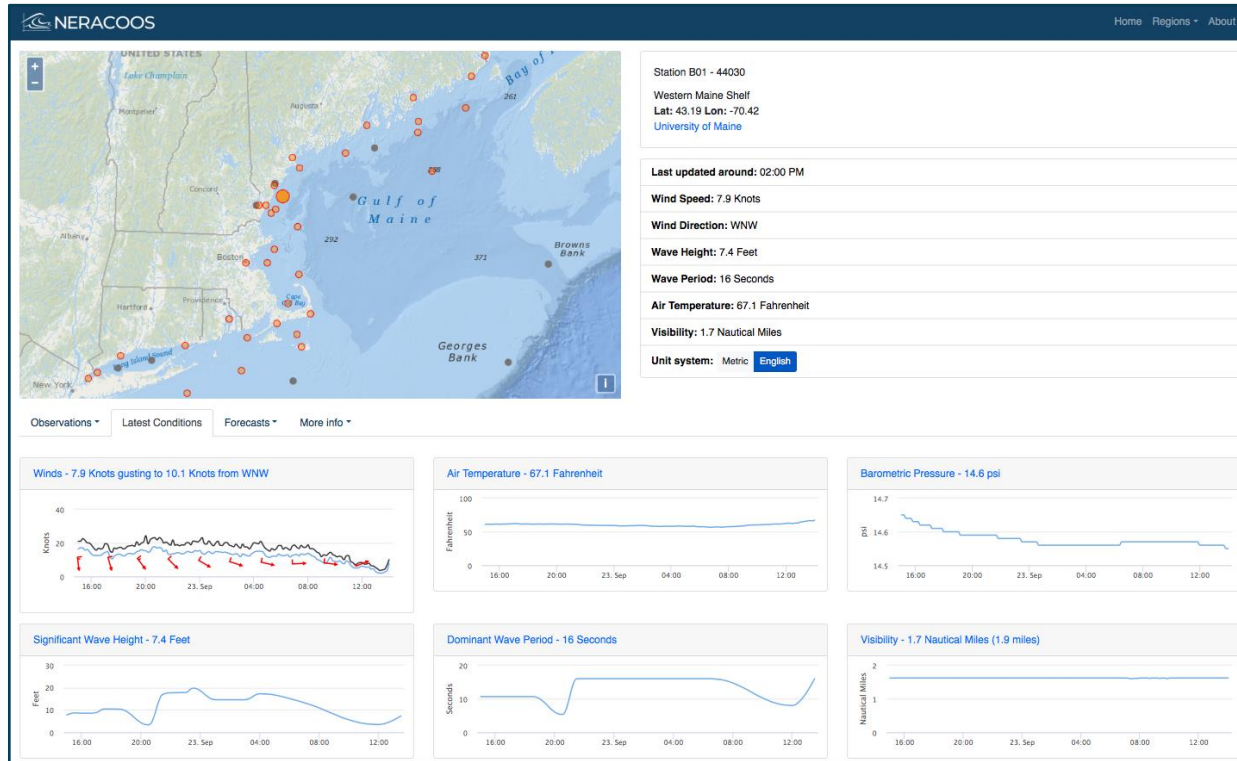 NERACOOS
Home Regions About
+
−
UNITED STATES
Lake Champlain
Montpelier
Augusta
Bay of
261
Concord
Gulf of
Maine
292
371
Albany
Boston
Browns
Bank
Hartford
Providence
Cape
Cod Bay
Georges
Bank
Long Island Sound
New York
i
Station B01 - 44030
Western Maine Shelf
Lat: 43.19 Lon: -70.42
University of Maine
Last updated around: 02:00 PM
Wind Speed: 7.9 Knots
Wind Direction: WNW
Wave Height: 7.4 Feet
Wave Period: 16 Seconds
Air Temperature: 67.1 Fahrenheit
Visibility: 1.7 Nautical Miles
Unit system: Metric English
Observations Latest Conditions Forecasts More info
Winds - 7.9 Knots gusting to 10.1 Knots from WNW
Knots
40
20
0
16:00 20:00 23. Sep 04:00 08:00 12:00
Air Temperature - 67.1 Fahrenheit
Fahrenheit
100
50
0
16:00 20:00 23. Sep 04:00 08:00 12:00
Barometric Pressure - 14.6 psi
psi
14.7
14.6
14.5
16:00 20:00 23. Sep 04:00 08:00 12:00
Significant Wave Height - 7.4 Feet
Feet
30
20
10
0
16:00 20:00 23. Sep 04:00 08:00 12:00
Dominant Wave Period - 16 Seconds
Seconds
20
10
0
16:00 20:00 23. Sep 04:00 08:00 12:00
Visibility - 1.7 Nautical Miles (1.9 miles)
Nautical Miles
2
1
0
16:00 20:00 23. Sep 04:00 08:00 12:00